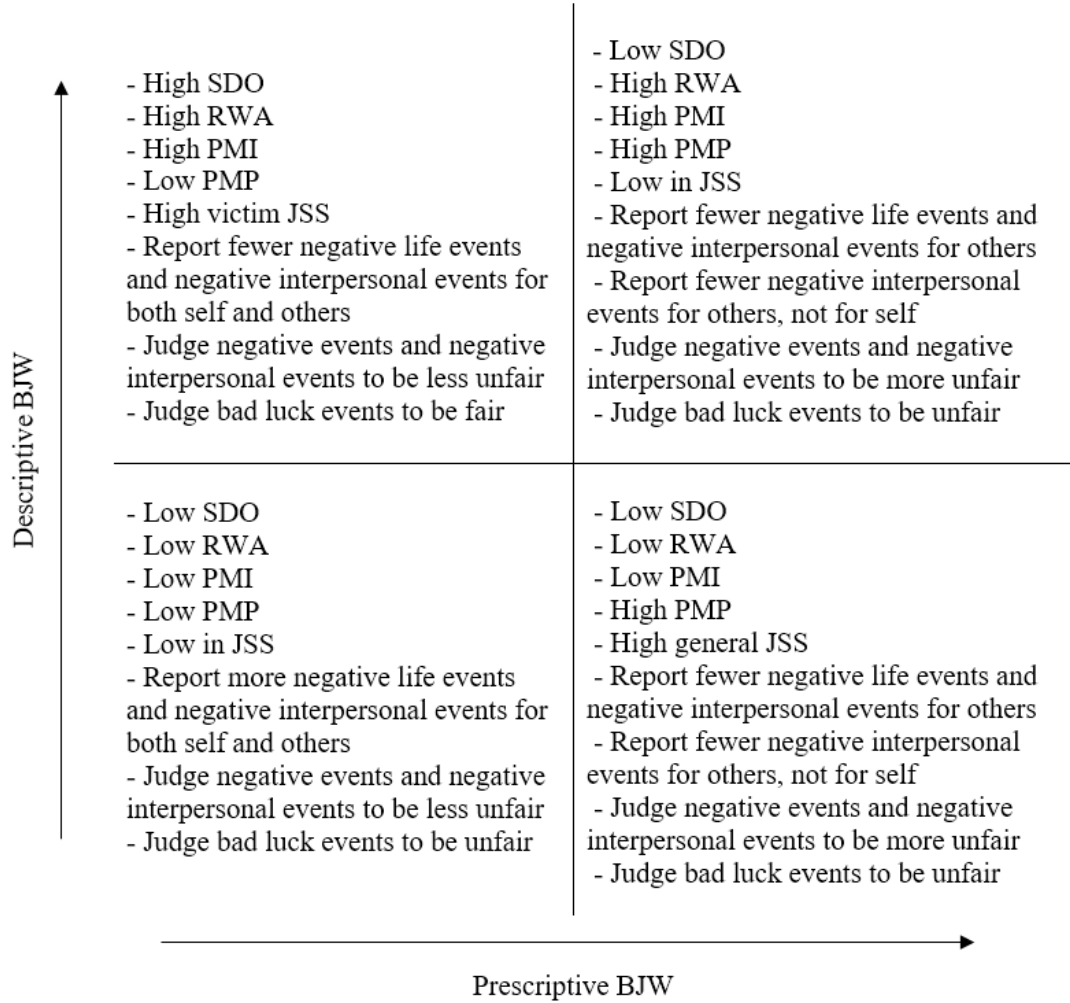 - High SDO
- High RWA
- High PMI
- Low PMP
- High victim JSS
- Report fewer negative life events
and negative interpersonal events for
both self and others
- Judge negative events and negative
interpersonal events to be less unfair
- Judge bad luck events to be fair
- Low SDO
- High RWA
- High PMI
- High PMP
- Low in JSS
- Report fewer negative life events and
negative interpersonal events for others
- Report fewer negative interpersonal
events for others, not for self
- Judge negative events and negative
interpersonal events to be more unfair
- Judge bad luck events to be unfair
Descriptive BJW
- Low SDO
- Low RWA
- Low PMI
- Low PMP
- Low in JSS
- Report more negative life events
and negative interpersonal events for
both self and others
- Judge negative events and negative
interpersonal events to be less unfair
- Judge bad luck events to be unfair
- Low SDO
- Low RWA
- Low PMI
- High PMP
- High general JSS
- Report fewer negative life events and
negative interpersonal events for others
- Report fewer negative interpersonal
events for others, not for self
- Judge negative events and negative
interpersonal events to be more unfair
- Judge bad luck events to be unfair
Prescriptive BJW